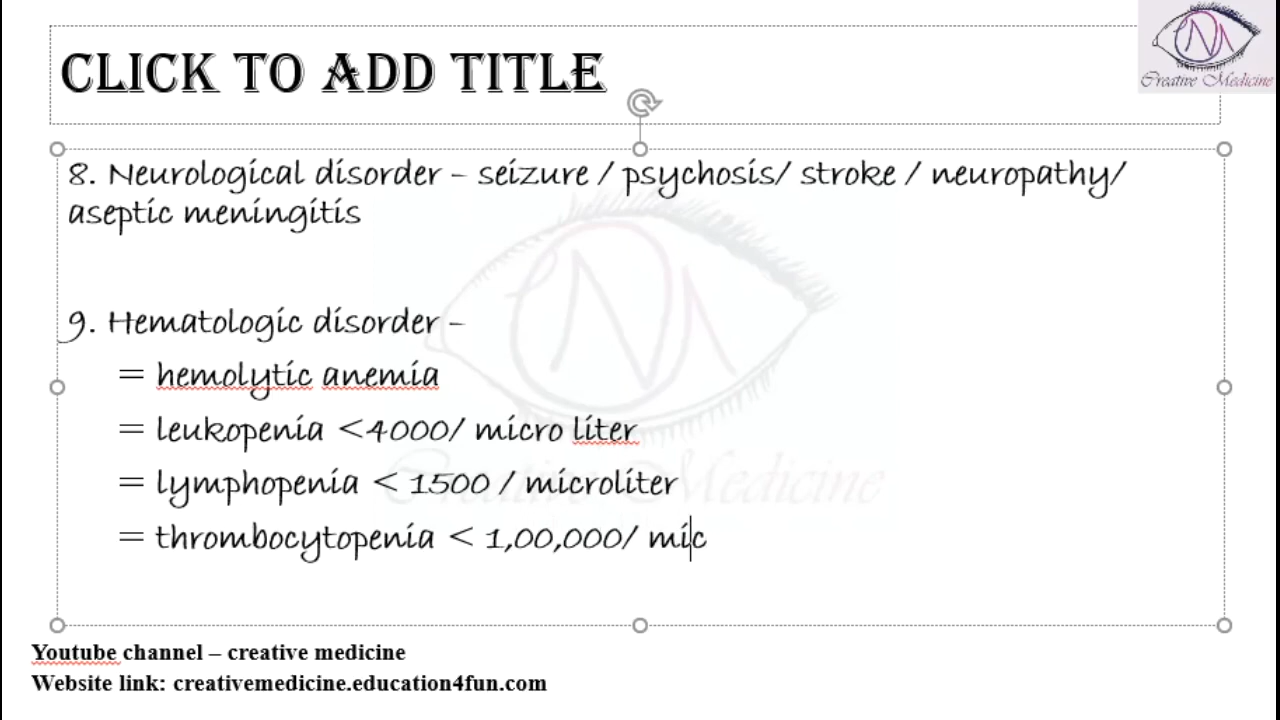 Creative Medicine
CLICK TO ADD TITLE
8. Neurological disorder – seizure / psychosis/ stroke / neuropathy/
aseptic meningitis
9. Hematologic disorder –
= hemolytic anemia
= leukopenia <4000/ micro liter
= lymphopenia < 1500 / microliter
= thrombocytopenia < 1,00,000/ mic
Creative Medicine
Youtube channel – creative medicine
Website link: creativemedicine.education4fun.com